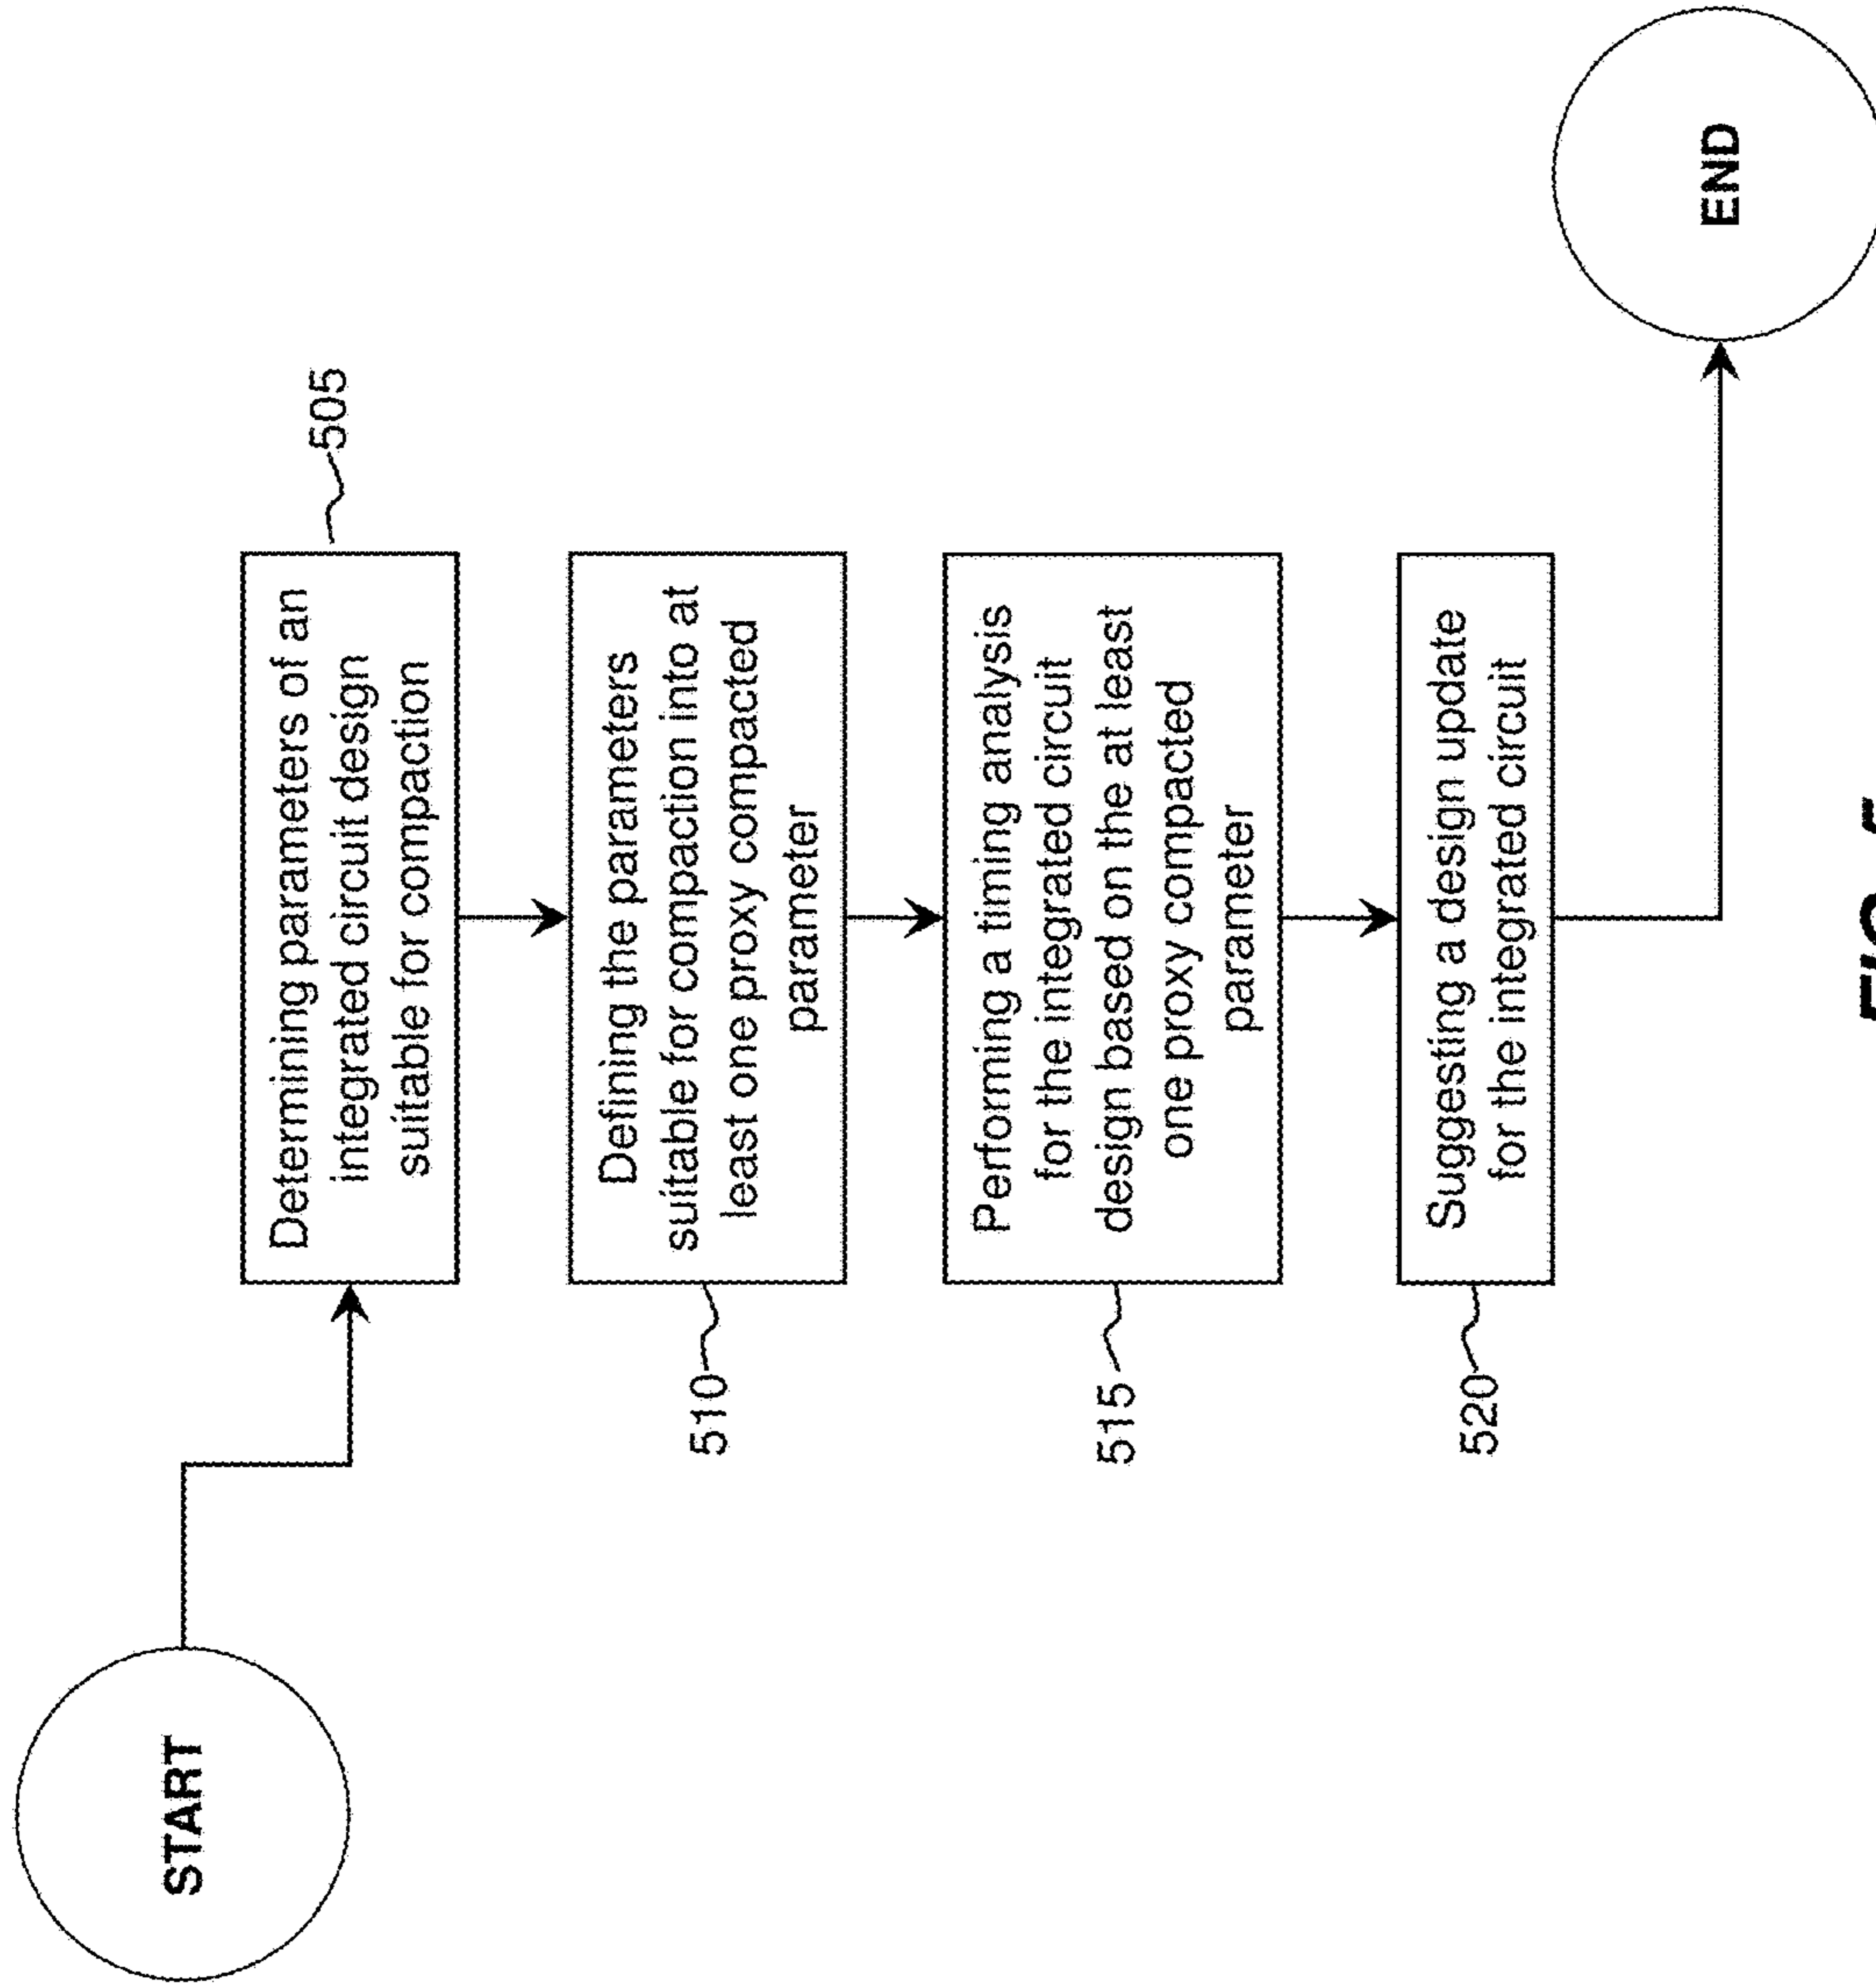 START
Determining parameters of an
integrated circuit design
suitable for compaction
505
Defining the parameters
suitable for compaction into at
least one proxy compacted
parameter
510
Performing a timing analysis
for the integrated circuit
design based on the at least
one proxy compacted
parameter
515
Suggesting a design update
for the integrated circuit
520
END